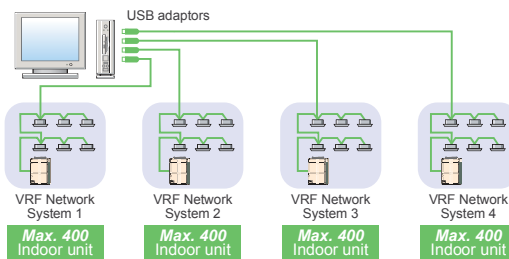 USB adaptors
VRF Network
System 1
VRF Network
System 2
VRF Network
System 3
VRF Network
System 4
Max. 400
Indoor unit
Max. 400
Indoor unit
Max. 400
Indoor unit
Max. 400
Indoor unit